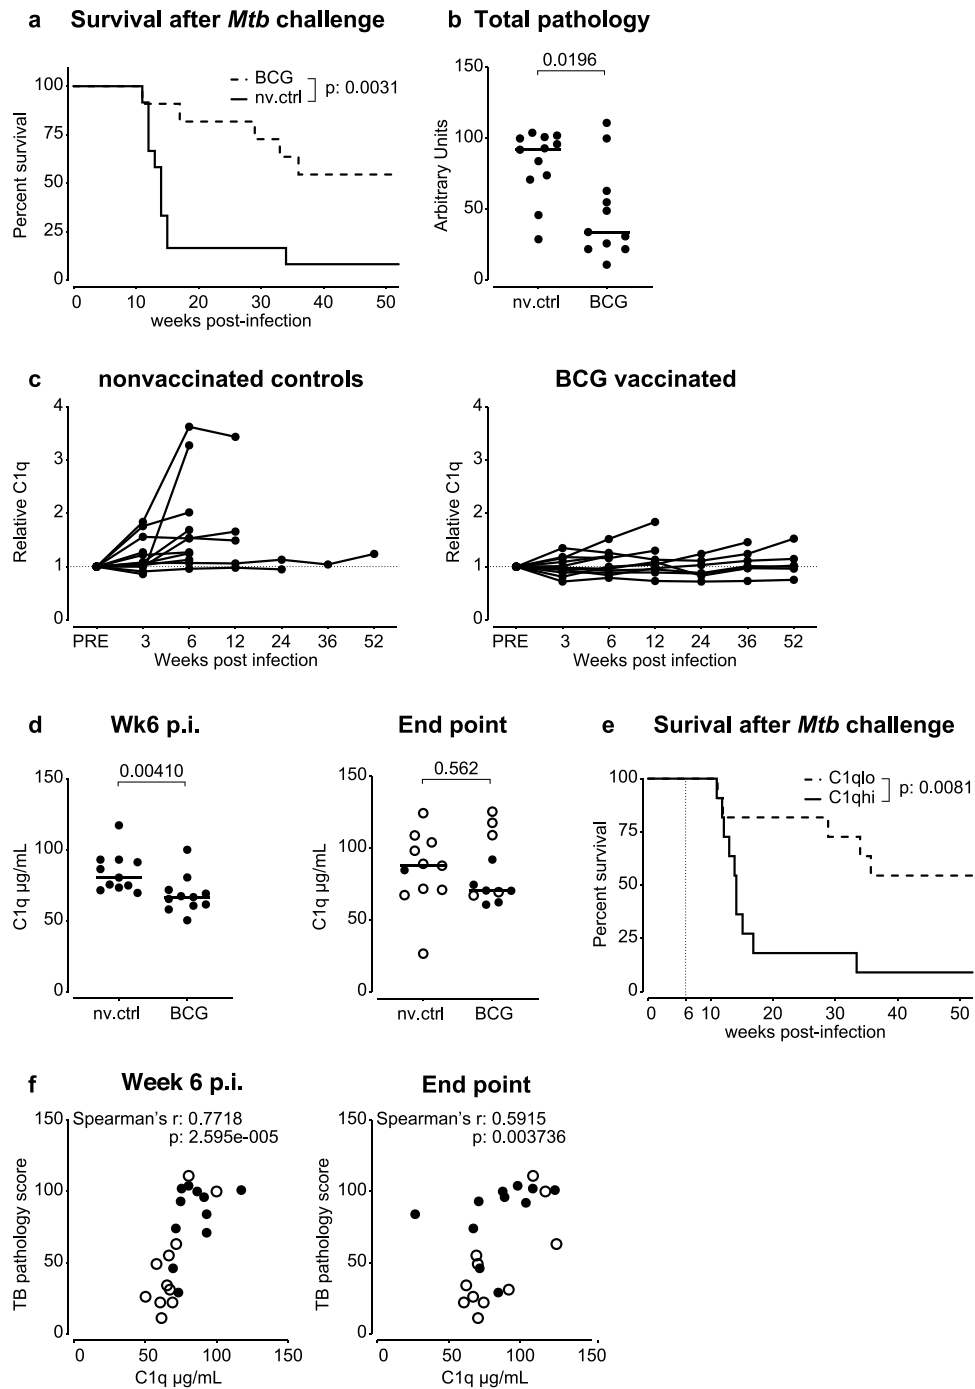 a Survival after Mtb challenge
100
75
50
25
0
Percent survival
BCG
nv.ctrl
p: 0.0031
0 10 20 30 40 50
weeks post-infection
b Total pathology
0.0196
150
100
50
0
Arbitrary Units
nv.ctrl BCG
c nonvaccinated controls
4
3
2
1
0
Relative C1q
PRE 3 6 12 24 36 52
Weeks post infection
BCG vaccinated
4
3
2
1
0
Relative C1q
PRE 3 6 12 24 36 52
Weeks post infection
d Wk6 p.i.
0.00410
150
100
50
0
C1q µg/mL
nv.ctrl BCG
End point
0.562
150
100
50
0
C1q µg/mL
nv.ctrl BCG
e Surival after Mtb challenge
100
75
50
25
0
Percent survival
C1qlo
C1qhi
p: 0.0081
0 6 10 20 30 40 50
weeks post-infection
f Week 6 p.i.
Spearman's r: 0.7718
p: 2.595e-005
150
100
50
0
TB pathology score
0 50 100 150
C1q µg/mL
End point
Spearman's r: 0.5915
p: 0.003736
150
100
50
0
TB pathology score
0 50 100 150
C1q µg/mL